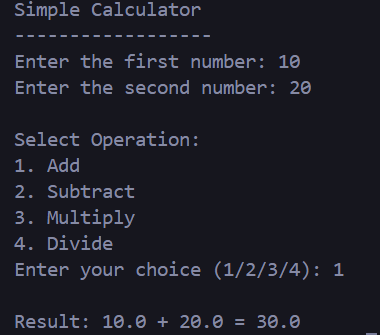 Simple Calculator
------------------
Enter the first number: 10
Enter the second number: 20
Select Operation:
1. Add
2. Subtract
3. Multiply
4. Divide
Enter your choice (1/2/3/4): 1
Result: 10.0 + 20.0 = 30.0